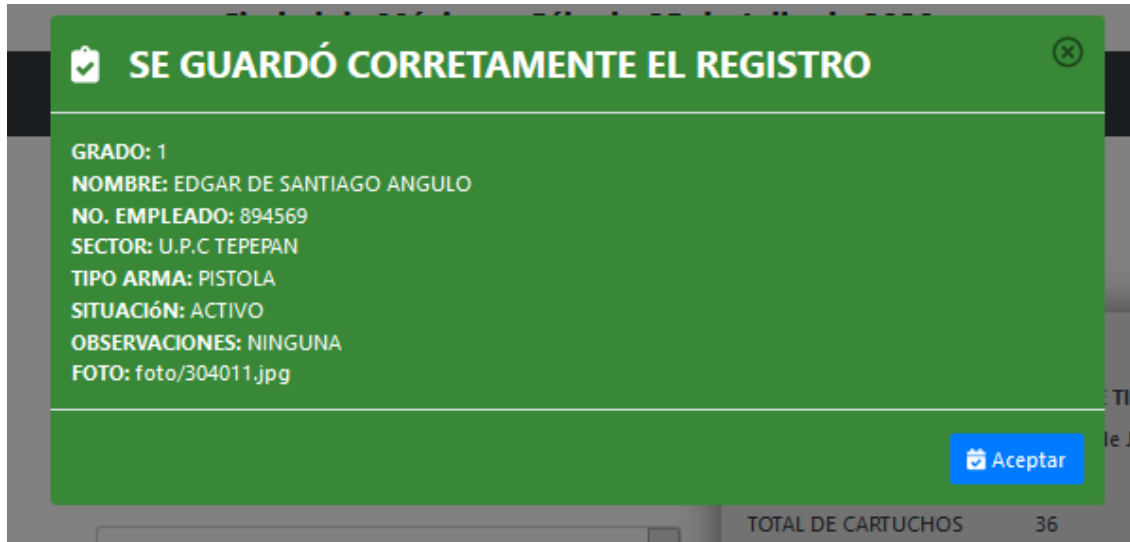 SE GUARDÓ CORRETAMENTE EL REGISTRO
GRADO: 1
NOMBRE: EDGAR DE SANTIAGO ANGULO
NO. EMPLEADO: 894569
SECTOR: U.P.C TEPEPAN
TIPO ARMA: PISTOLA
SITUACIóN: ACTIVO
OBSERVACIONES: NINGUNA
FOTO: foto/304011.jpg
Aceptar
TOTAL DE CARTUCHOS 36